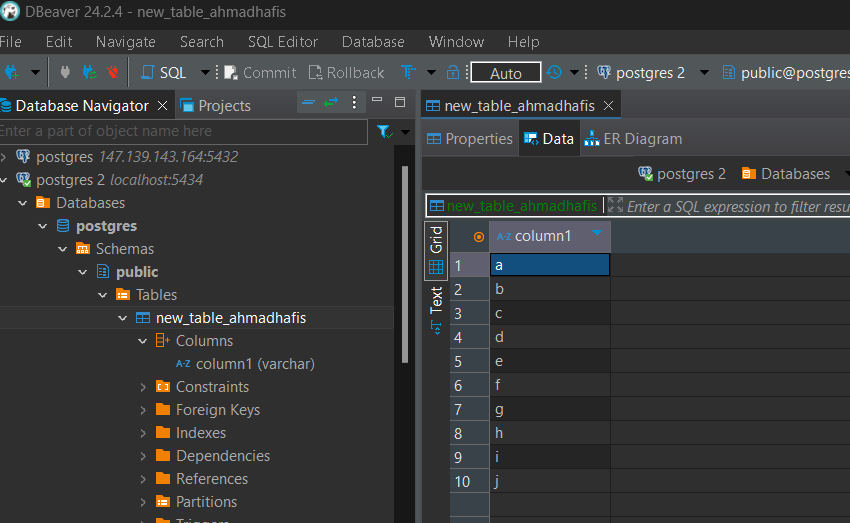 DBeaver 24.2.4 - new_table_ahmadhafis
File Edit Navigate Search SQL Editor Database Window Help
SQL Commit Rollback Auto postgres 2 public@postgres
Database Navigator Projects
Enter a part of object name here
postgres 147.139.143.164:5432
postgres 2 localhost:5434
Databases
postgres
Schemas
public
Tables
new_table_ahmadhafis
Columns
A-Z column1 (varchar)
Constraints
Foreign Keys
Indexes
Dependencies
References
Partitions
Triggers
new_table_ahmadhafis
Properties Data ER Diagram
postgres 2 Databases
new_table_ahmadhafis Enter a SQL expression to filter resu
Grid
Text
A-Z column1
1 a
2 b
3 c
4 d
5 e
6 f
7 g
8 h
9 i
10 j